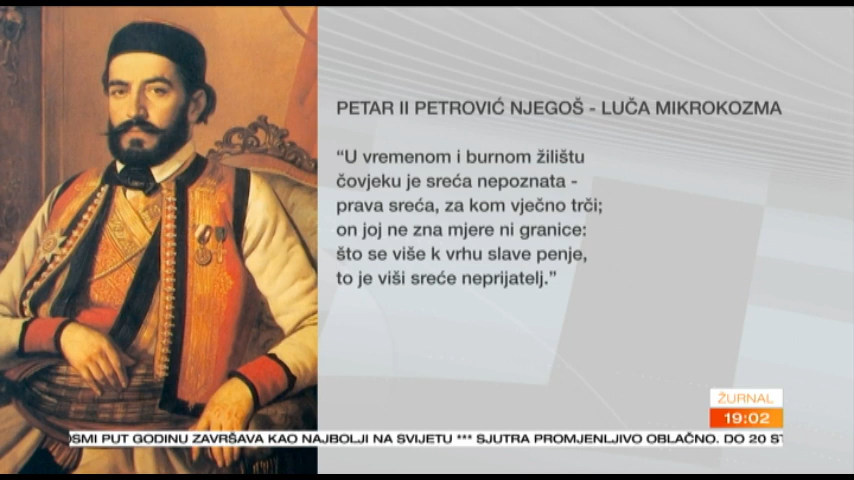 PETAR II PETROVIĆ NJEGOŠ - LUČA MIKROKOZMA
“U vremenom i burnom žilištu
čovjeku je sreća nepoznata -
prava sreća, za kom vječno trči;
on joj ne zna mjere ni granice:
što se više k vrhu slave penje,
to je viši sreće neprijatelj.”
ŽURNAL
19:02
PUT GODINU ZAVRŠAVA KAO NAJBOLJI NA SVIJETU *** SJUTRA PROMJENLJIVO OBLAČNO. DO 20